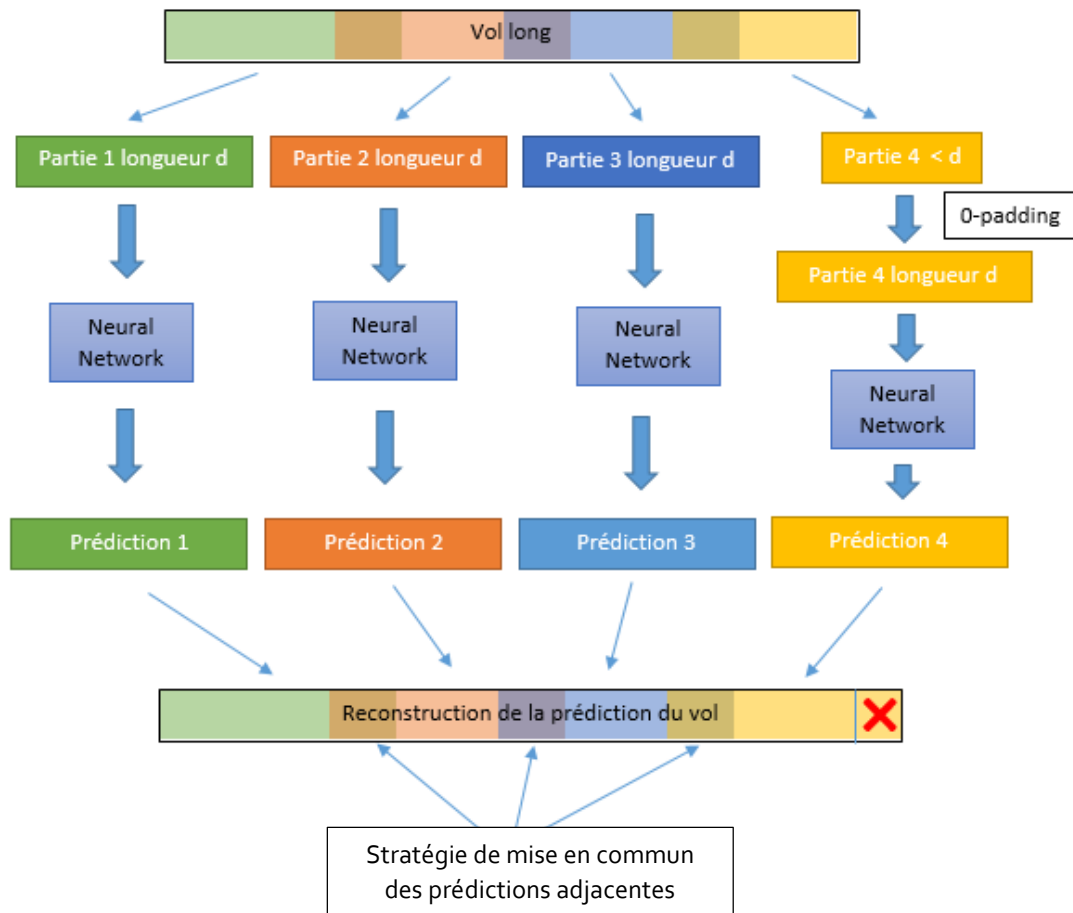 Vol long
Partie 1 longueur d
Partie 2 longueur d
Partie 3 longueur d
Partie 4 < d
0-padding
Partie 4 longueur d
Neural
Network
Neural
Network
Neural
Network
Neural
Network
Prédiction 1
Prédiction 2
Prédiction 3
Prédiction 4
Reconstruction de la prédiction du vol
Stratégie de mise en commun
des prédictions adjacentes